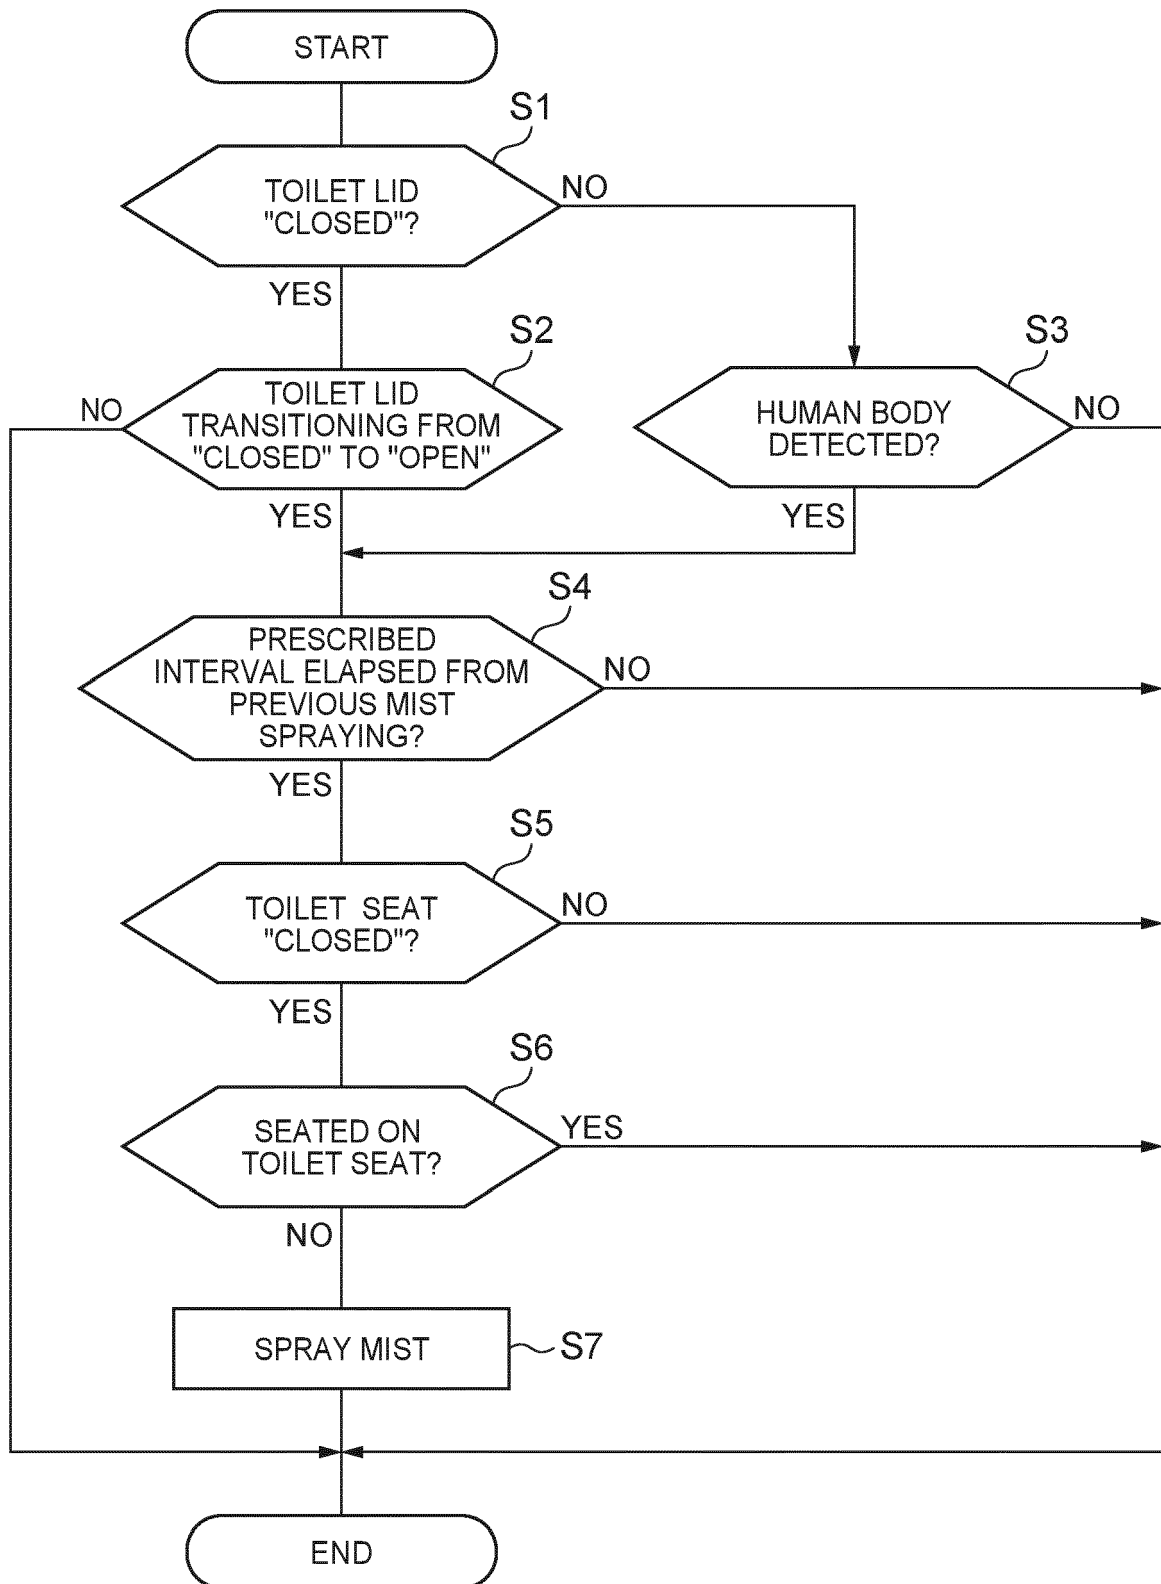 START
S1
TOILET LID
"CLOSED"?
NO
YES
S2
S3
TOILET LID
TRANSITIONING FROM
"CLOSED" TO "OPEN"
NO
HUMAN BODY
DETECTED?
NO
YES
YES
S4
PRESCRIBED
INTERVAL ELAPSED FROM
PREVIOUS MIST
SPRAYING?
NO
YES
S5
TOILET SEAT
"CLOSED"?
NO
YES
S6
SEATED ON
TOILET SEAT?
YES
NO
SPRAY MIST
S7
END